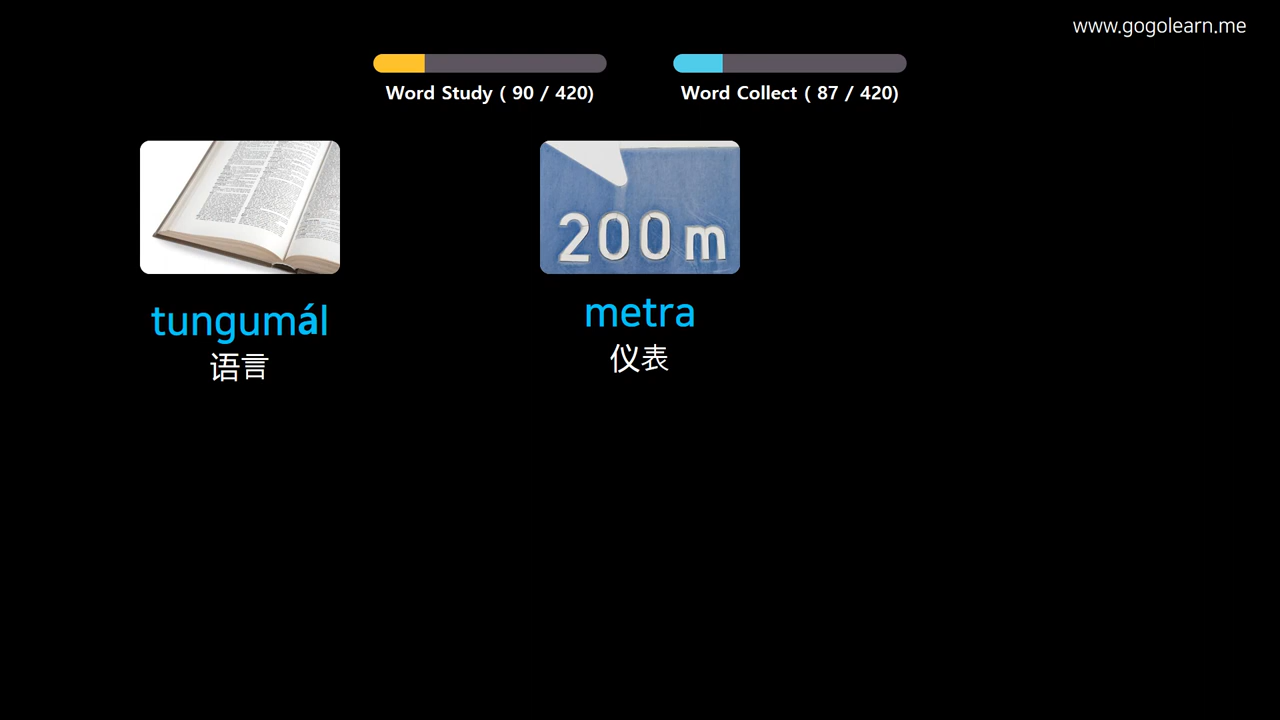 www.gogolearn.me
Word Study ( 90 / 420)
Word Collect ( 87 / 420)
200 m
tungumál
语言
metra
仪表